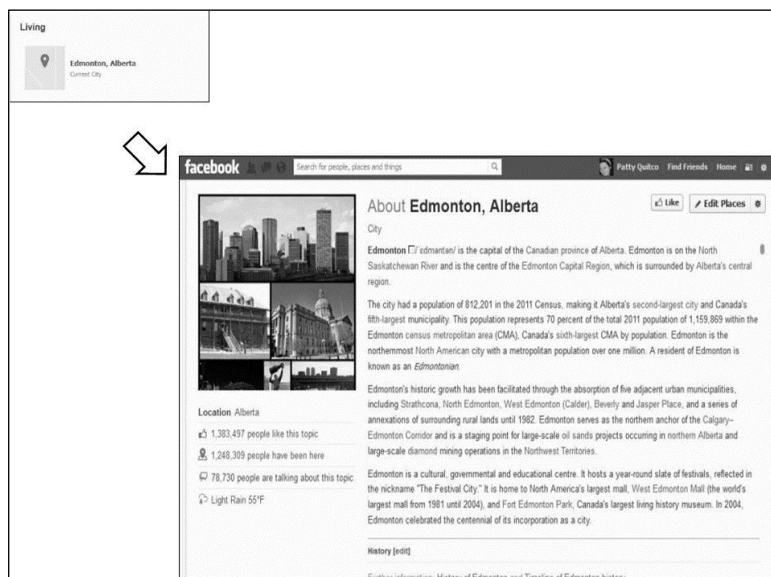 Living
Edmonton, Alberta
Current City
facebook
Search for people, places and things
Patty Quitco Find Friends Home
About Edmonton, Alberta
Like
Edit Places
City
Edmonton /ˈɛdməntən/ is the capital of the Canadian province of Alberta. Edmonton is on the North
Saskatchewan River and is the centre of the Edmonton Capital Region, which is surrounded by Alberta's central
region.
The city had a population of 812,201 in the 2011 Census, making it Alberta's second-largest city and Canada's
fifth-largest municipality. This population represents 70 percent of the total 2011 population of 1,159,869 within the
Edmonton census metropolitan area (CMA), Canada's sixth-largest CMA by population. Edmonton is the
northernmost North American city with a metropolitan population over one million. A resident of Edmonton is
known as an Edmontonian.
Edmonton's historic growth has been facilitated through the absorption of five adjacent urban municipalities,
including Strathcona, North Edmonton, West Edmonton (Calder), Beverly and Jasper Place, and a series of
annexations of surrounding rural lands until 1982. Edmonton serves as the northern anchor of the Calgary–
Edmonton Corridor and is a staging point for large-scale oil sands projects occurring in northern Alberta and
large-scale diamond mining operations in the Northwest Territories.
Edmonton is a cultural, governmental and educational centre. It hosts a year-round slate of festivals, reflected in
the nickname "The Festival City." It is home to North America's largest mall, West Edmonton Mall (the world's
largest mall from 1981 until 2004), and Fort Edmonton Park, Canada's largest living history museum. In 2004,
Edmonton celebrated the centennial of its incorporation as a city.
History [edit]
Further information: History of Edmonton and Timeline of Edmonton history
Location Alberta
1,383,497 people like this topic
1,248,309 people have been here
78,730 people are talking about this topic
Light Rain 55°F